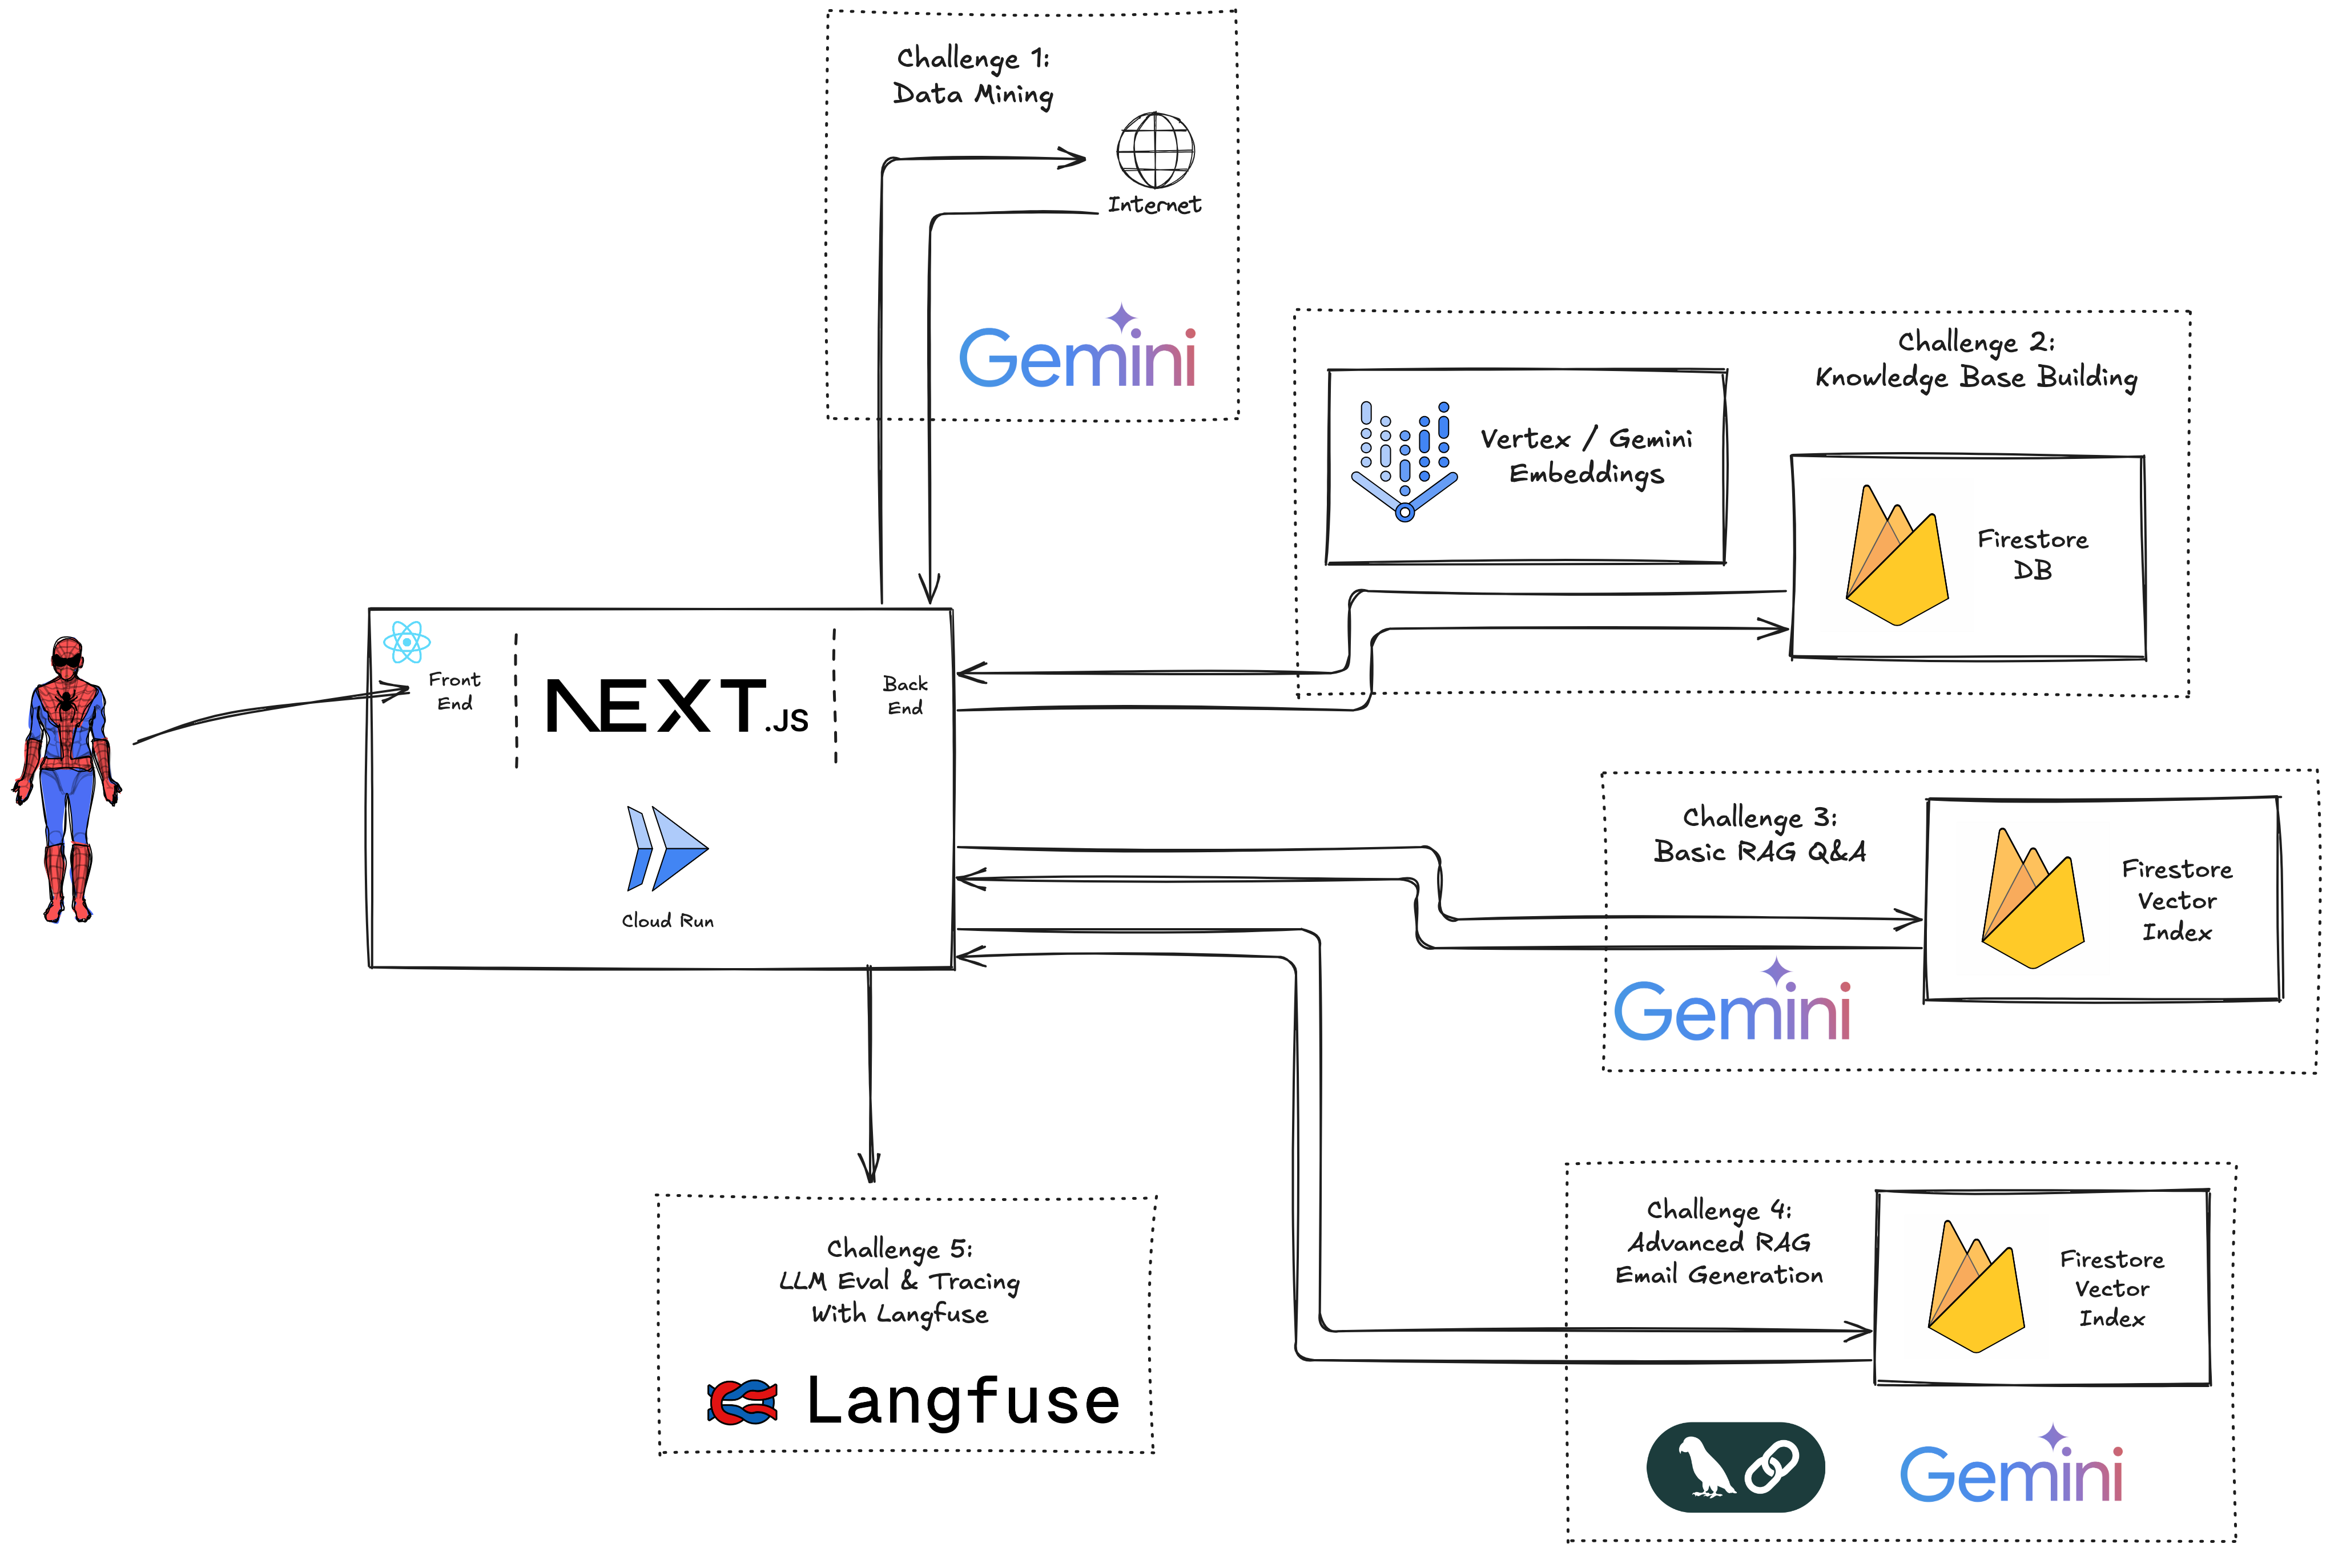 Challenge 1:
Data Mining
Internet
Gemini
Challenge 2:
Knowledge Base Building
Vertex / Gemini
Embeddings
Firestore
DB
Front
End
NEXT.JS
Back
End
Cloud Run
Challenge 3:
Basic RAG Q&A
Firestore
Vector
Index
Gemini
Challenge 4:
Advanced RAG
Email Generation
Firestore
Vector
Index
Gemini
Challenge 5:
LLM Eval & Tracing
With Langfuse
Langfuse